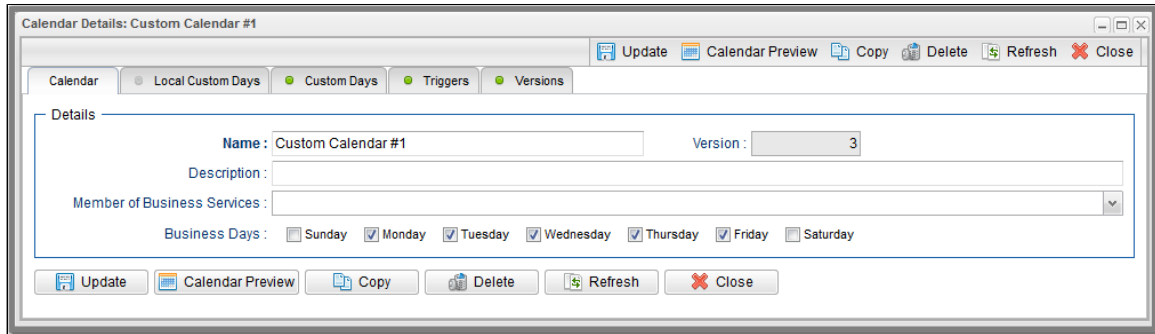 Calendar Details: Custom Calendar #1
Update Calendar Preview Copy Delete Refresh Close
Calendar Local Custom Days Custom Days Triggers Versions
Details
Name : Custom Calendar #1 Version : 3
Description :
Member of Business Services :
Business Days : Sunday Monday Tuesday Wednesday Thursday Friday Saturday
Update Calendar Preview Copy Delete Refresh Close